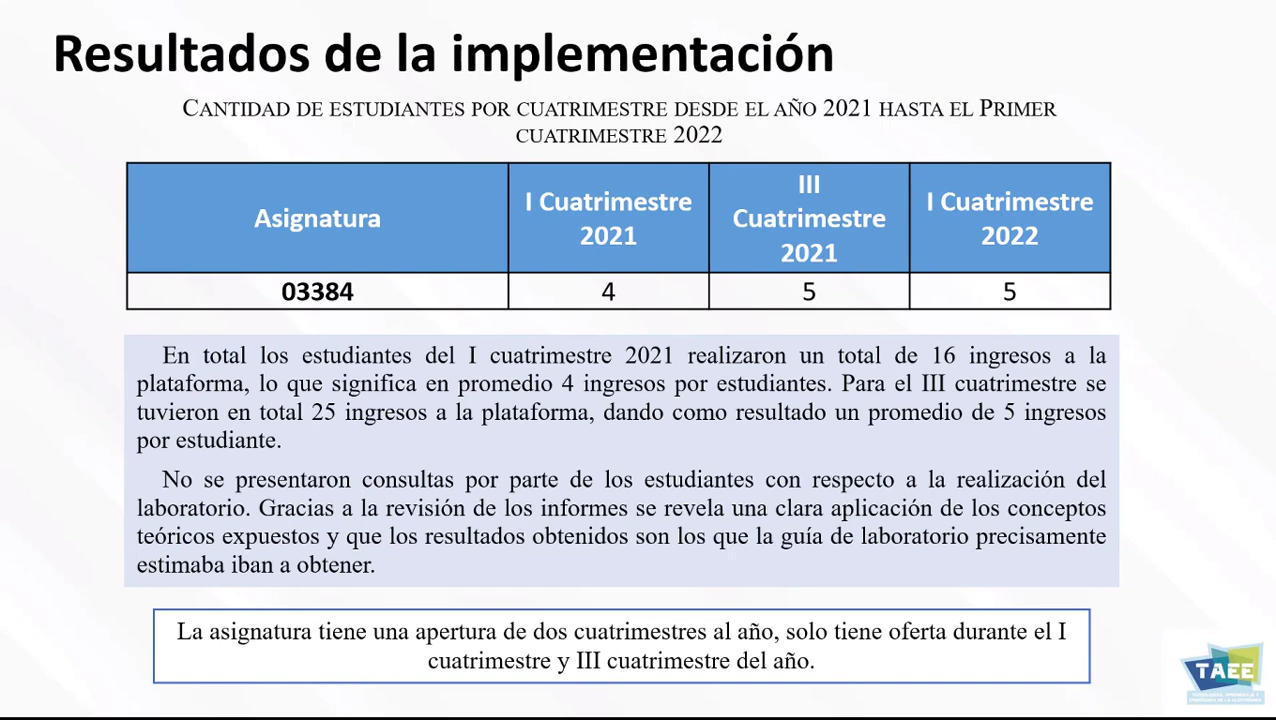 Resultados de la implementación
CANTIDAD DE ESTUDIANTES POR CUATRIMESTRE DESDE EL AÑO 2021 HASTA EL PRIMER
CUATRIMESTRE 2022
Asignatura
I Cuatrimestre
2021
III
Cuatrimestre
2021
I Cuatrimestre
2022
03384
4
5
5
En total los estudiantes del I cuatrimestre 2021 realizaron un total de 16 ingresos a la
plataforma, lo que significa en promedio 4 ingresos por estudiantes. Para el III cuatrimestre se
tuvieron en total 25 ingresos a la plataforma, dando como resultado un promedio de 5 ingresos
por estudiante.
No se presentaron consultas por parte de los estudiantes con respecto a la realización del
laboratorio. Gracias a la revisión de los informes se revela una clara aplicación de los conceptos
teóricos expuestos y que los resultados obtenidos son los que la guía de laboratorio precisamente
estimaba iban a obtener.
La asignatura tiene una apertura de dos cuatrimestres al año, solo tiene oferta durante el I
cuatrimestre y III cuatrimestre del año.
TAEE